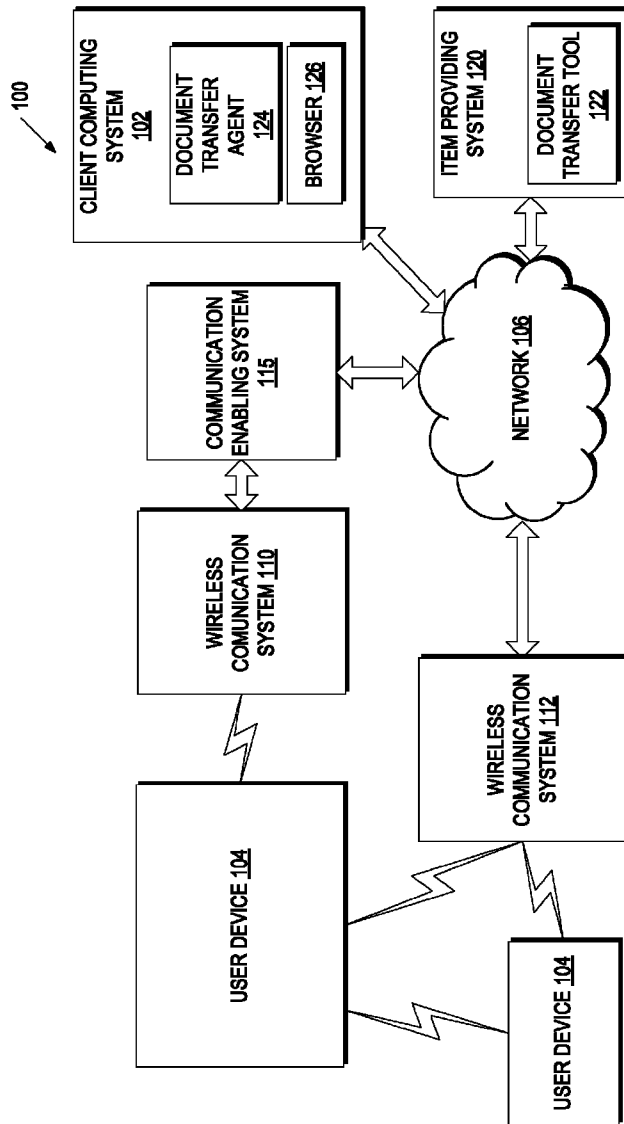 100
CLIENT COMPUTING
SYSTEM
102
DOCUMENT
TRANSFER
AGENT
124
BROWSER 126
COMMUNICATION
ENABLING SYSTEM
115
WIRELESS
COMUNICATION
SYSTEM 110
USER DEVICE 104
ITEM PROVIDING
SYSTEM 120
DOCUMENT
TRANSFER TOOL
122
NETWORK 106
WIRELESS
COMMUNICATION
SYSTEM 112
USER DEVICE 104